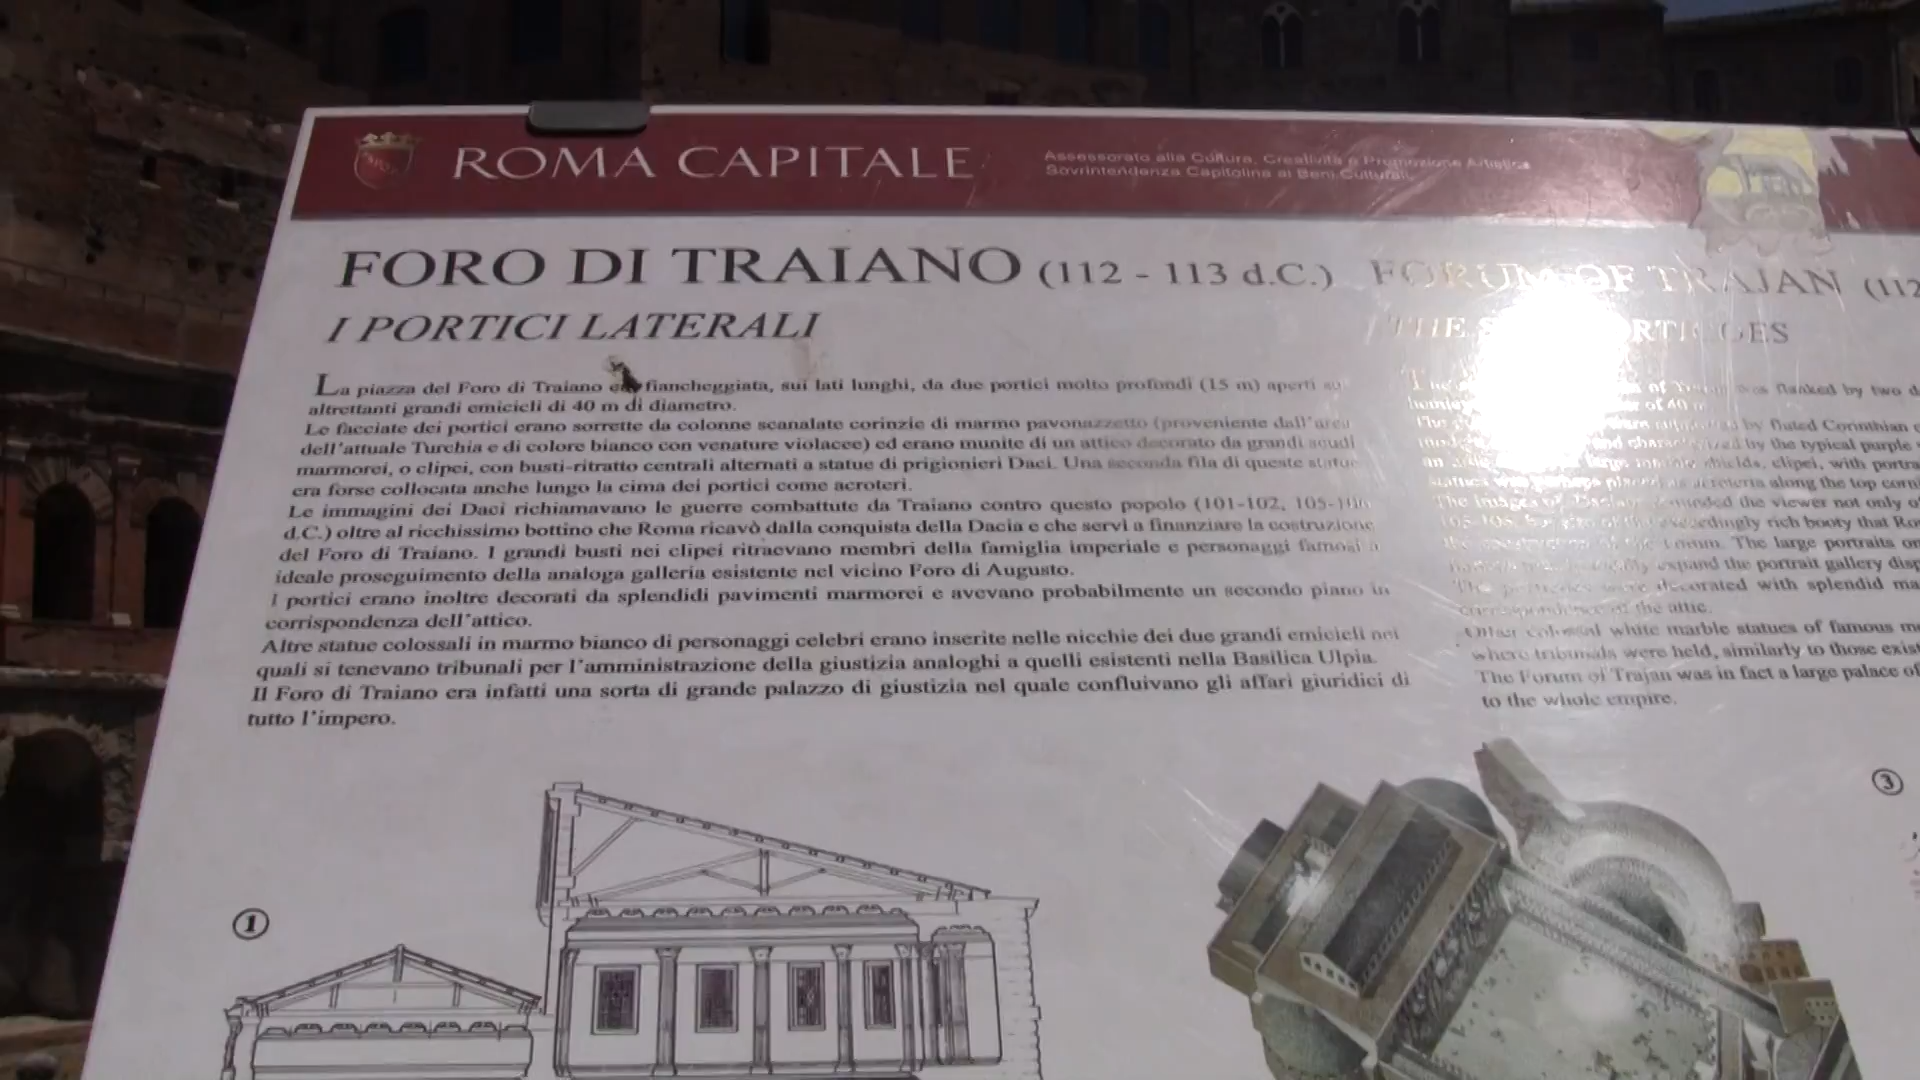 ROMA CAPITALE
Assessorato alla Cultura, Creatività e Promozione Artistica
Sovrintendenza Capitolina ai Beni Culturali
FORO DI TRAIANO (112 - 113 d.C.)
I PORTICI LATERALI
La piazza del Foro di Traiano era fiancheggiata, sui lati lunghi, da due portici molto profondi (15 m) aperti su
altrettanti grandi emicicli di 40 m di diametro.
Le facciate dei portici erano sorrette da colonne scanalate corinzie di marmo pavonazzetto (proveniente dall'area
dell'attuale Turchia e di colore bianco con venature violacee) ed erano munite di un attico decorato da grandi scudi
marmorei, o clipei, con busti-ritratto centrali alternati a statue di prigionieri Daci. Una seconda fila di queste statue
era forse collocata anche lungo la cima dei portici come acroteri.
Le immagini dei Daci richiamavano le guerre combattute da Traiano contro questo popolo (101-102, 105-106
d.C.) oltre al ricchissimo bottino che Roma ricavò dalla conquista della Dacia e che servì a finanziare la costruzione
del Foro di Traiano. I grandi busti nei clipei ritraevano membri della famiglia imperiale e personaggi famosi a
ideale proseguimento della analoga galleria esistente nel vicino Foro di Augusto.
I portici erano inoltre decorati da splendidi pavimenti marmorei e avevano probabilmente un secondo piano in
corrispondenza dell'attico.
Altre statue colossali in marmo bianco di personaggi celebri erano inserite nelle nicchie dei due grandi emicicli nei
quali si tenevano tribunali per l'amministrazione della giustizia analoghi a quelli esistenti nella Basilica Ulpia.
Il Foro di Traiano era infatti una sorta di grande palazzo di giustizia nel quale confluivano gli affari giuridici di
tutto l'impero.
FORUM OF TRAJAN (112
THE
was flanked by two
of 40
by fluted Corinthian
by the typical purple
shields, clipei, with
along the top
The images of the viewer not only
rich booty that
the Forum. The large portraits
expand the portrait gallery
The were decorated with splendid
correspondence of the attic.
Other colossal white marble statues of famous
where tribunals were held, similarly to those
The Forum of Trajan was in fact a large palace of
to the whole empire.
1
3